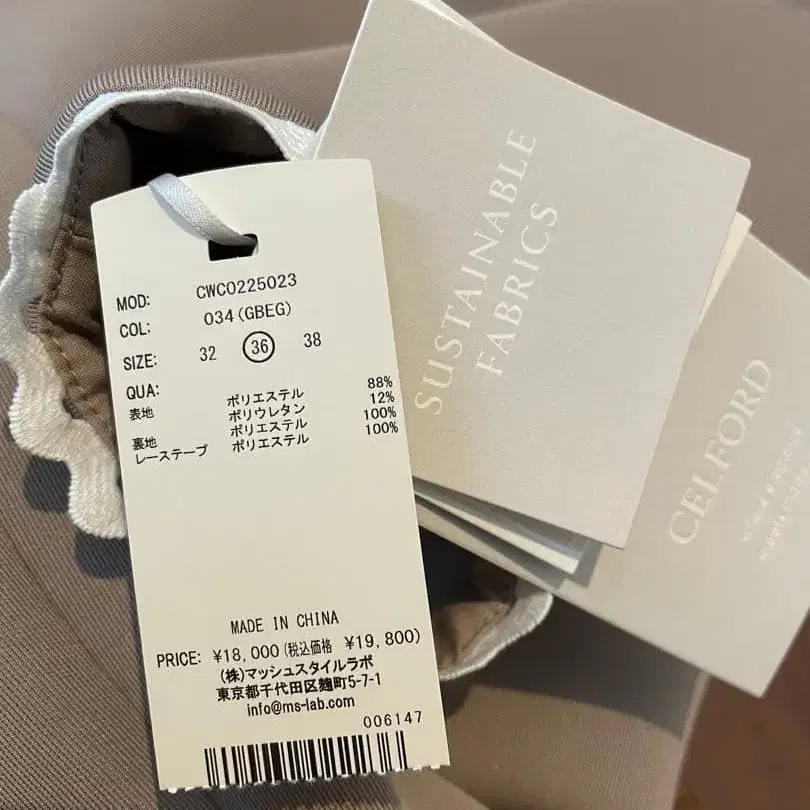 MOD: CWC0225023
COL: 034(GBEG)
SIZE: 32 36 38
QUA:
表地 ポリエステル 88%
ポリウレタン 12%
裏地 ポリエステル 100%
レーステープ ポリエステル 100%
MADE IN CHINA
PRICE: ¥18,000(税込価格 ¥19,800)
(株)マッシュスタイルラボ
東京都千代田区麹町5-7-1
info@ms-lab.com
006147
SUSTAINABLE
FABRICS
CELFORD